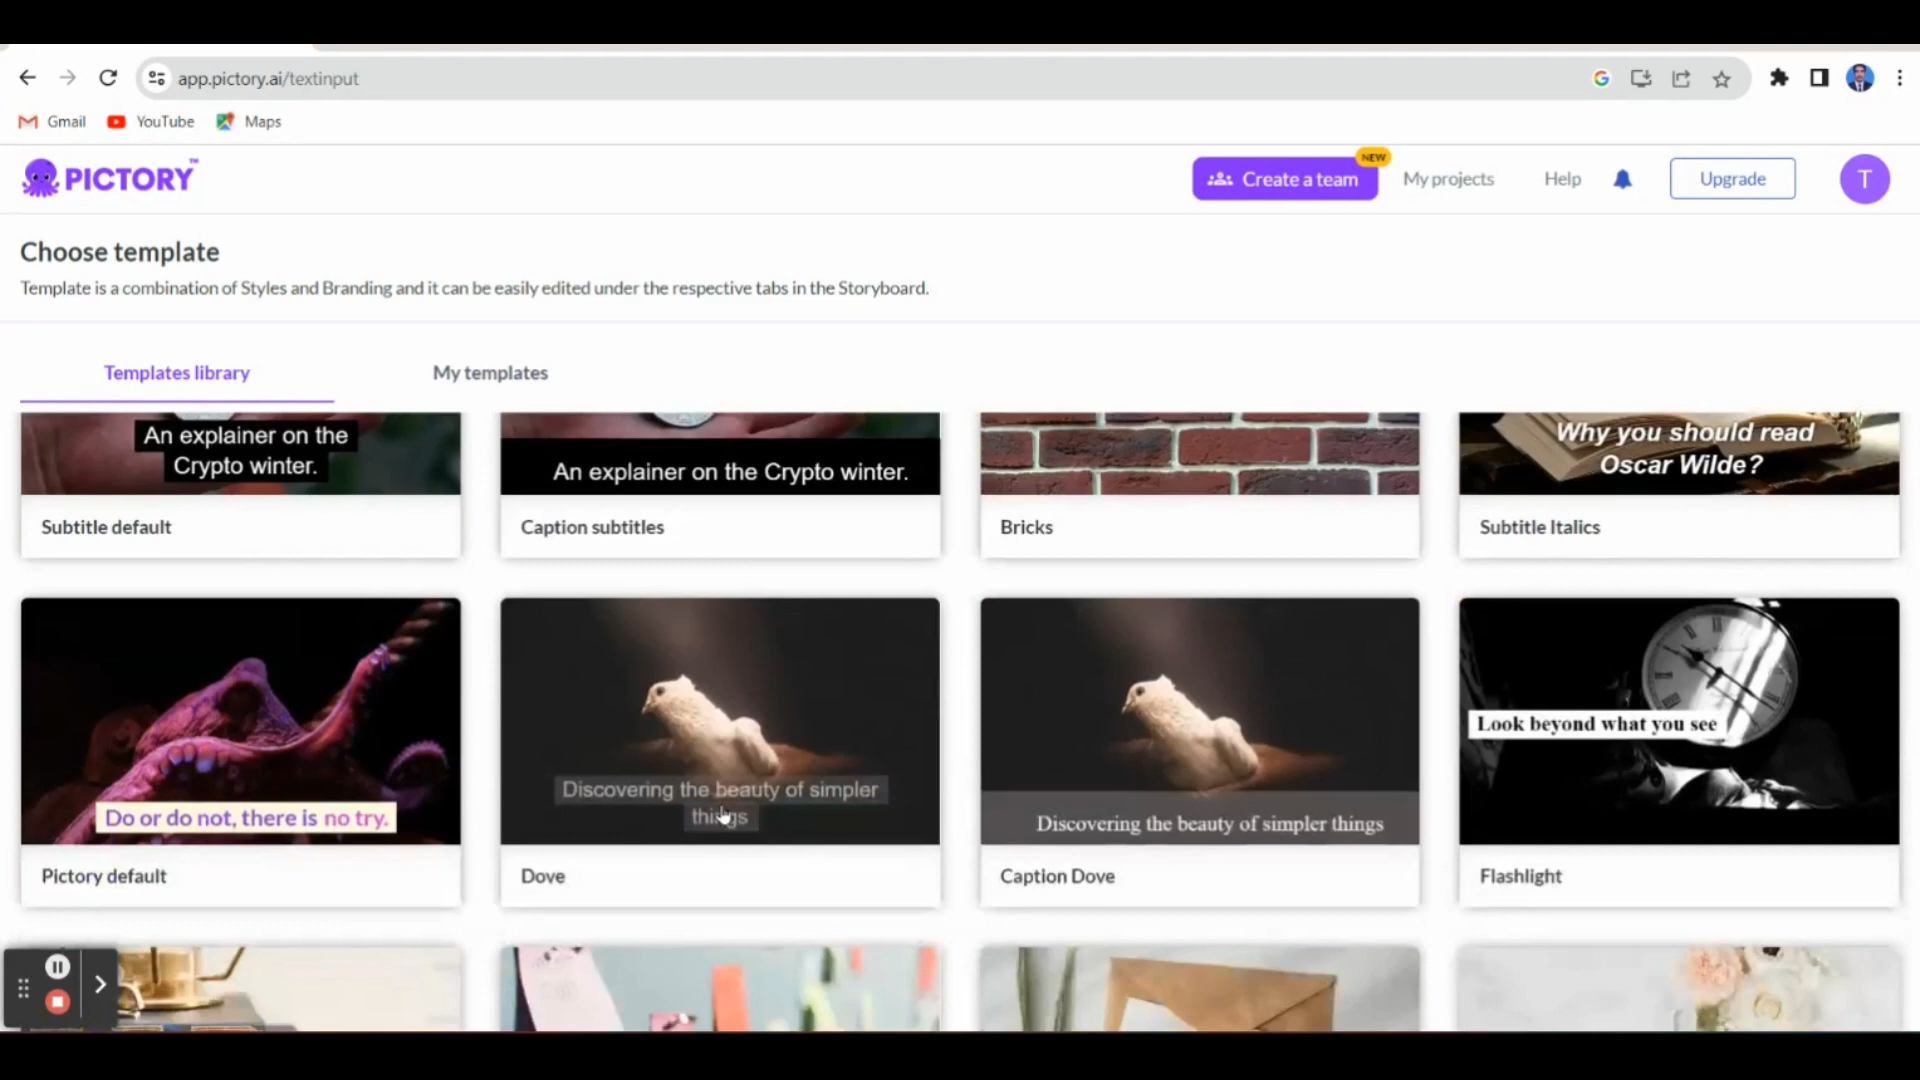 app.pictory.ai/textinput
Gmail
YouTube
Maps
PICTORY™
Create a team
NEW
My projects
Help
Upgrade
T
Choose template
Template is a combination of Styles and Branding and it can be easily edited under the respective tabs in the Storyboard.
Templates library
My templates
An explainer on the
Crypto winter.
An explainer on the Crypto winter.
Why you should read
Oscar Wilde?
Subtitle default
Caption subtitles
Bricks
Subtitle Italics
Do or do not, there is no try.
Discovering the beauty of simpler
things
Discovering the beauty of simpler things
Look beyond what you see
Pictory default
Dove
Caption Dove
Flashlight